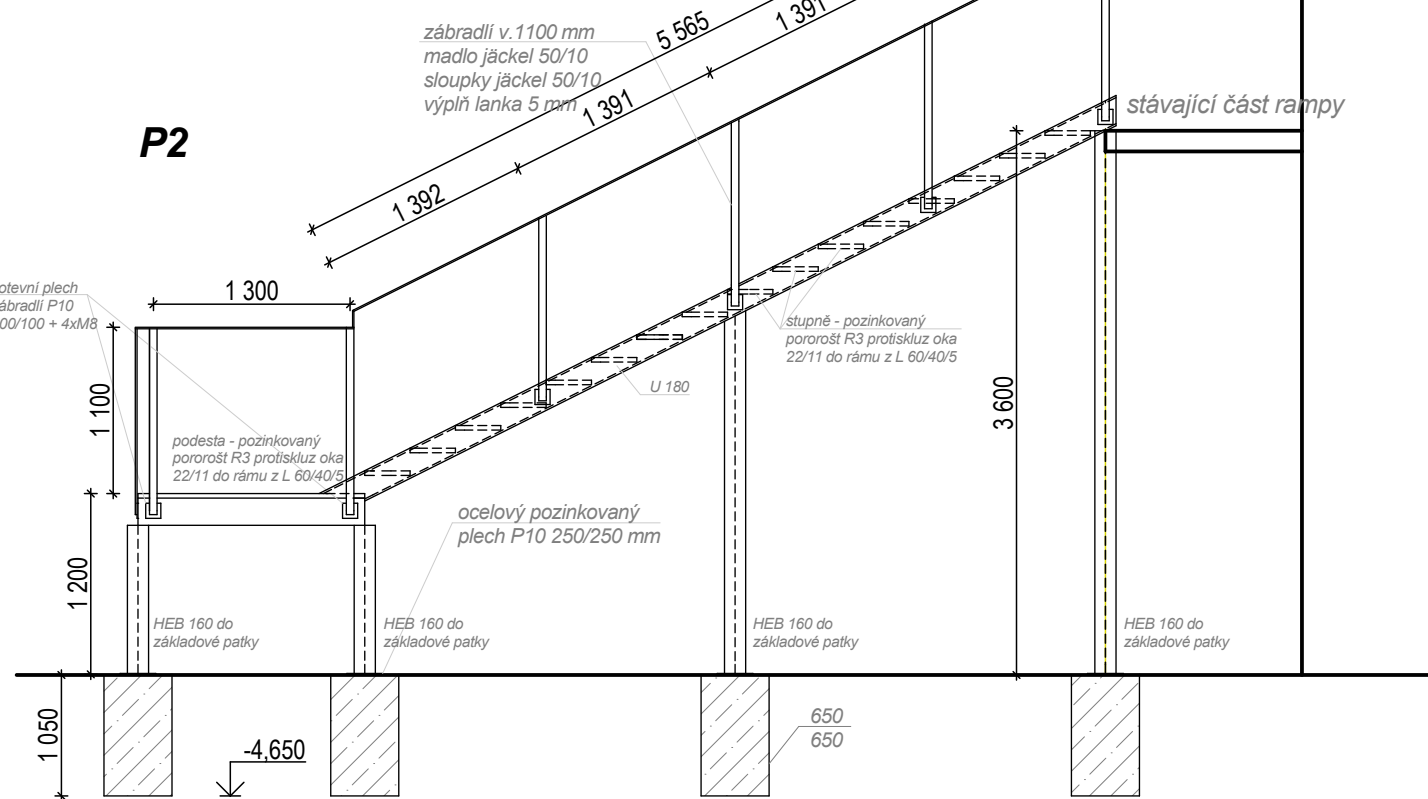 zábradlí v.1100 mm
madlo jäckel 50/10
sloupky jäckel 50/10
výplň lanka 5 mm
5 565
1 391
1 391
1 392
P2
stávající část rampy
otevní plech
ábradlí P10
00/100 + 4xM8
1 300
stupně - pozinkovaný
pororošt R3 protiskluz oka
22/11 do rámu z L 60/40/5
U 180
1 100
3 600
podesta - pozinkovaný
pororošt R3 protiskluz oka
22/11 do rámu z L 60/40/5
ocelový pozinkovaný
plech P10 250/250 mm
1 200
HEB 160 do
základové patky
HEB 160 do
základové patky
HEB 160 do
základové patky
HEB 160 do
základové patky
1 050
-4,650
650
650